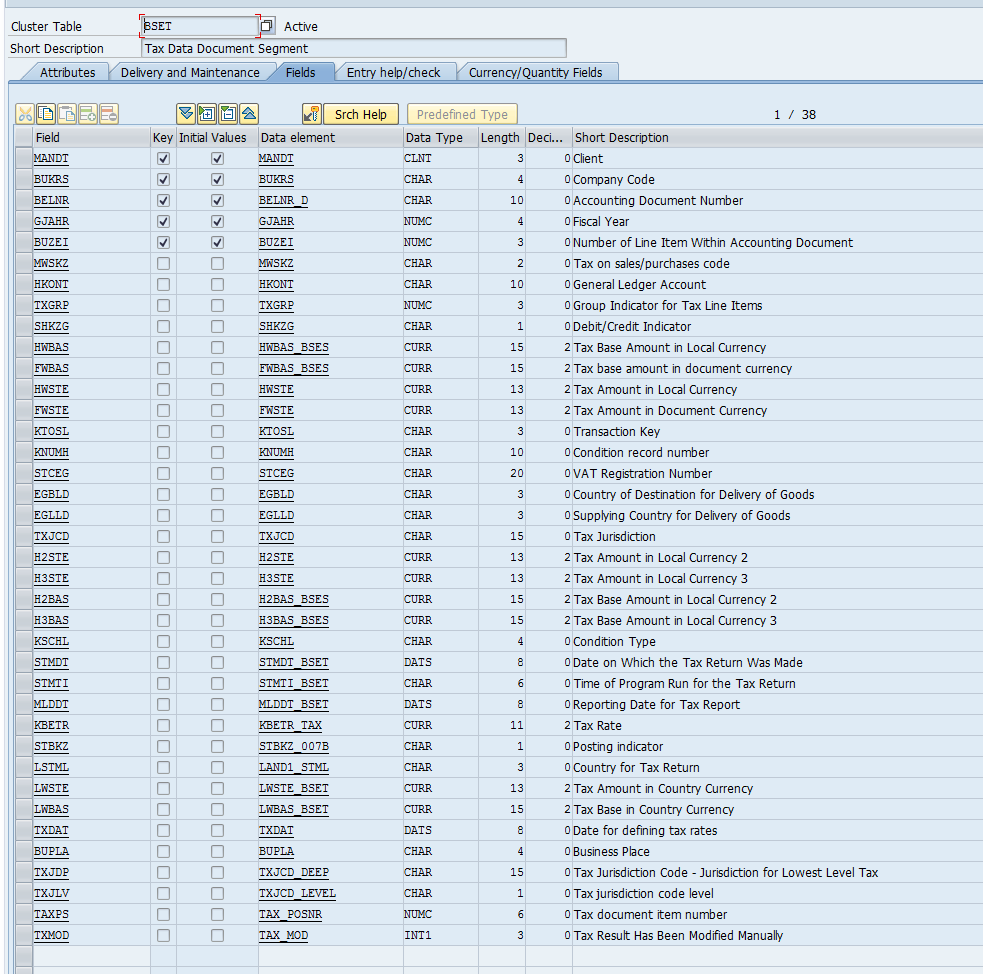 Cluster Table BSET Active
Short Description Tax Data Document Segment
Attributes Delivery and Maintenance Fields Entry help/check Currency/Quantity Fields
Srch Help Predefined Type 1 / 38
Field Key Initial Values Data element Data Type Length Deci... Short Description
MANDT MANDT CLNT 3 0 Client
BUKRS BUKRS CHAR 4 0 Company Code
BELNR BELNR_D CHAR 10 0 Accounting Document Number
GJAHR GJAHR NUMC 4 0 Fiscal Year
BUZEI BUZEI NUMC 3 0 Number of Line Item Within Accounting Document
MWSKZ MWSKZ CHAR 2 0 Tax on sales/purchases code
HKONT HKONT CHAR 10 0 General Ledger Account
TXGRP TXGRP NUMC 3 0 Group Indicator for Tax Line Items
SHKZG SHKZG CHAR 1 0 Debit/Credit Indicator
HWBAS HWBAS_BSES CURR 15 2 Tax Base Amount in Local Currency
FWBAS FWBAS_BSES CURR 15 2 Tax base amount in document currency
HWSTE HWSTE CURR 13 2 Tax Amount in Local Currency
FWSTE FWSTE CURR 13 2 Tax Amount in Document Currency
KTOSL KTOSL CHAR 3 0 Transaction Key
KNUMH KNUMH CHAR 10 0 Condition record number
STCEG STCEG CHAR 20 0 VAT Registration Number
EGBLD EGBLD CHAR 3 0 Country of Destination for Delivery of Goods
EGLLD EGLLD CHAR 3 0 Supplying Country for Delivery of Goods
TXJCD TXJCD CHAR 15 0 Tax Jurisdiction
H2STE H2STE CURR 13 2 Tax Amount in Local Currency 2
H3STE H3STE CURR 13 2 Tax Amount in Local Currency 3
H2BAS H2BAS_BSES CURR 15 2 Tax Base Amount in Local Currency 2
H3BAS H3BAS_BSES CURR 15 2 Tax Base Amount in Local Currency 3
KSCHL KSCHL CHAR 4 0 Condition Type
STMDT STMDT_BSET DATS 8 0 Date on Which the Tax Return Was Made
STMTI STMTI_BSET CHAR 6 0 Time of Program Run for the Tax Return
MLDDT MLDDT_BSET DATS 8 0 Reporting Date for Tax Report
KBETR KBETR_TAX CURR 11 2 Tax Rate
STBKZ STBKZ_007B CHAR 1 0 Posting indicator
LSTML LAND1_STML CHAR 3 0 Country for Tax Return
LWSTE LWSTE_BSET CURR 13 2 Tax Amount in Country Currency
LWBAS LWBAS_BSET CURR 15 2 Tax Base in Country Currency
TXDAT TXDAT DATS 8 0 Date for defining tax rates
BUPLA BUPLA CHAR 4 0 Business Place
TXJDP TXJCD_DEEP CHAR 15 0 Tax Jurisdiction Code - Jurisdiction for Lowest Level Tax
TXJLV TXJCD_LEVEL CHAR 1 0 Tax jurisdiction code level
TAXPS TAX_POSNR NUMC 6 0 Tax document item number
TXMOD TAX_MOD INT1 3 0 Tax Result Has Been Modified Manually